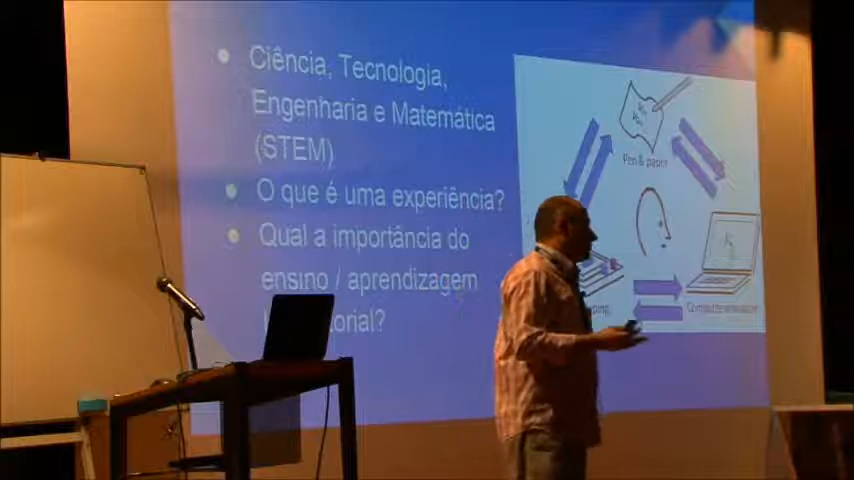 Ciência, Tecnologia,
Engenharia e Matemática
(STEM)
O que é uma experiência?
Qual a importância do
ensino / aprendizagem
Pen & paper